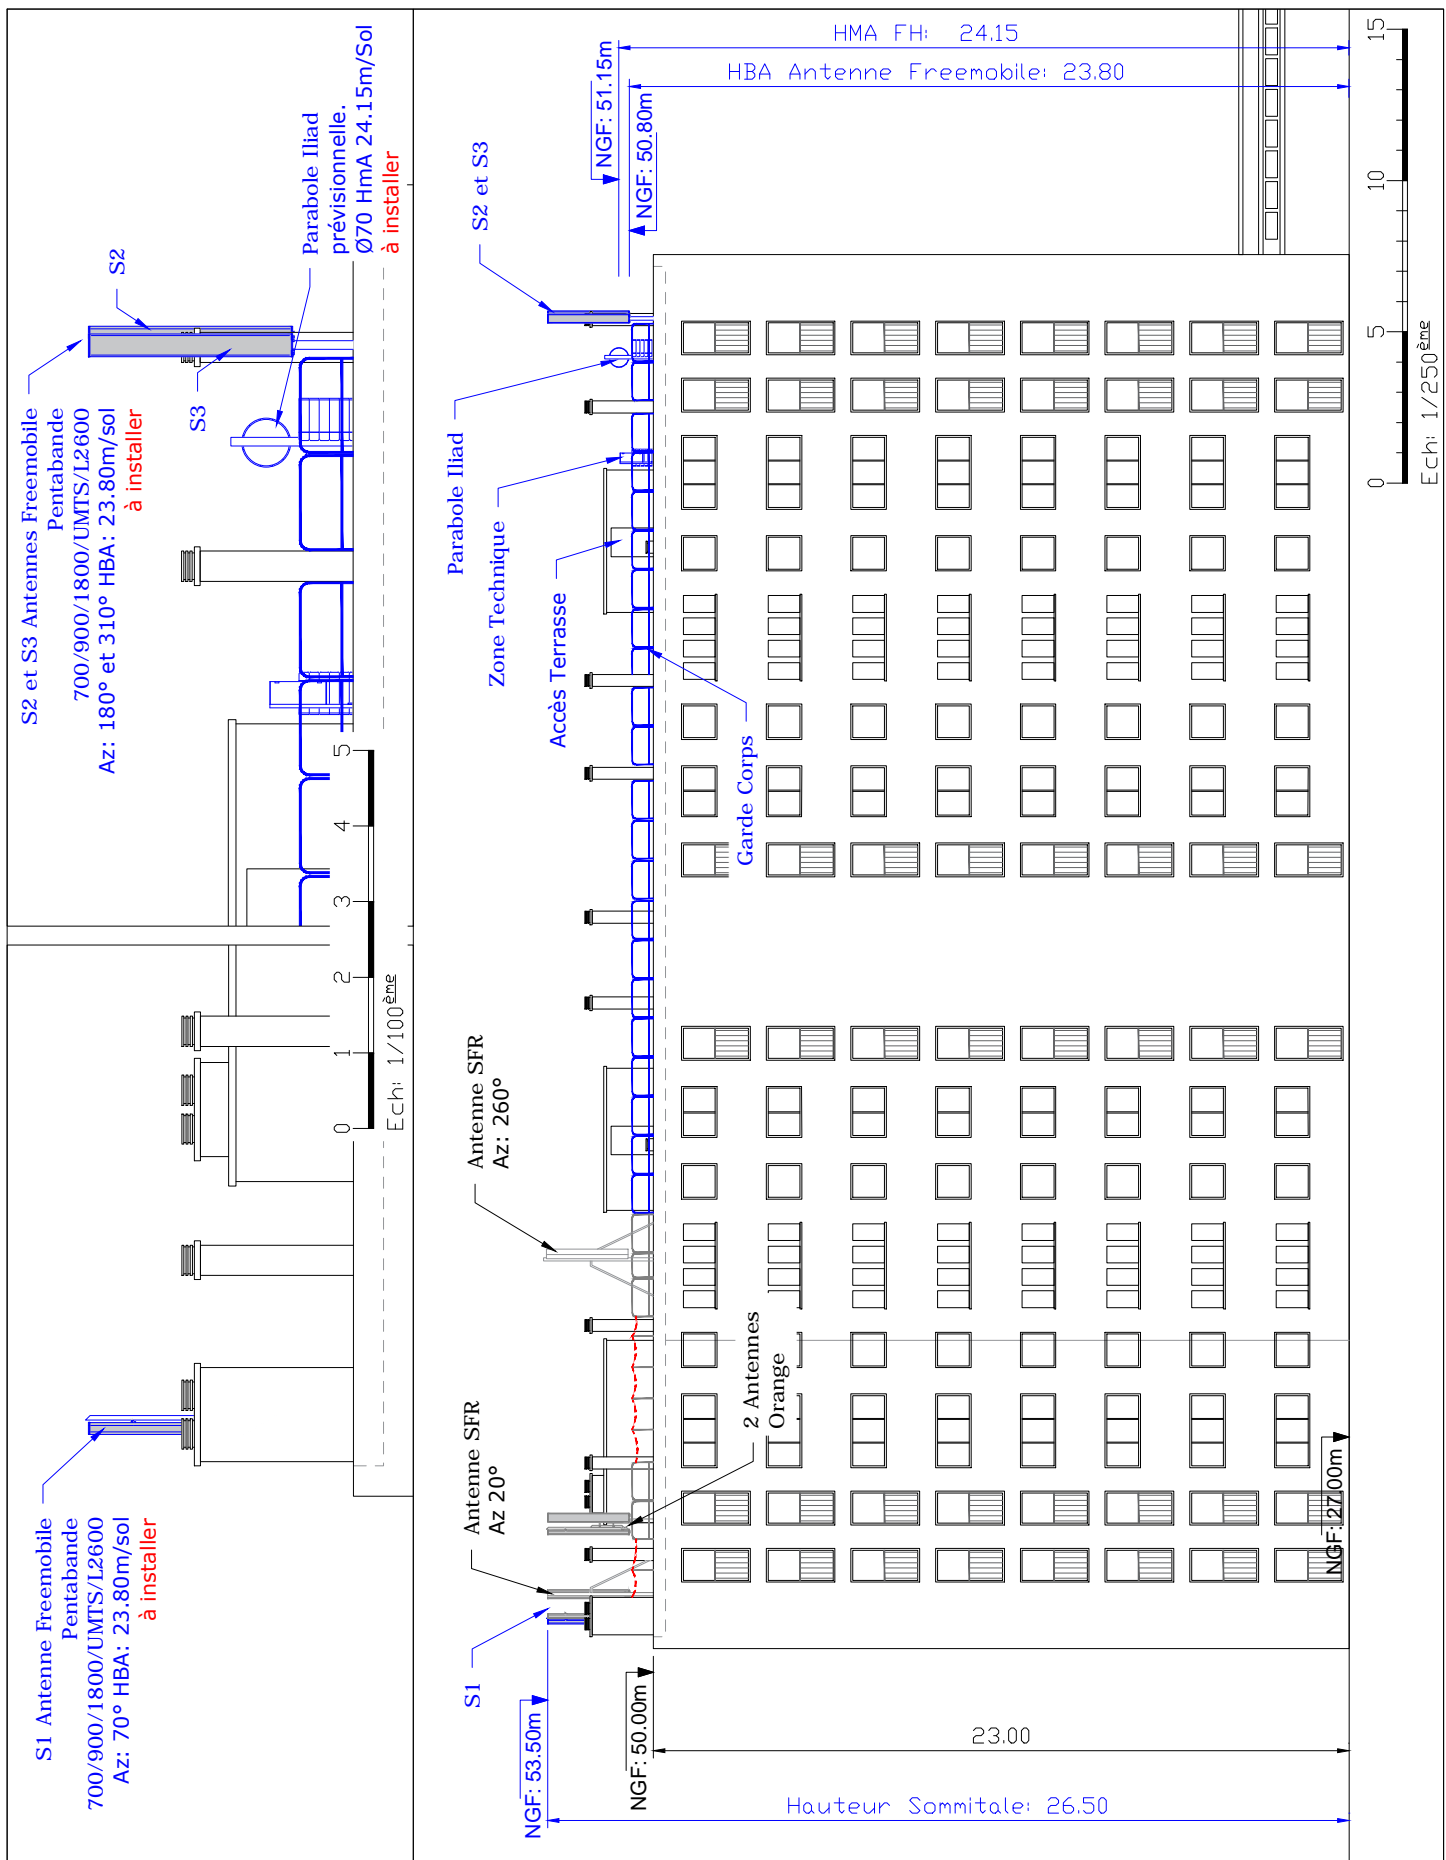 S1 Antenne Freemobile
Pentabande
700/900/1800/UMTS/L2600
Az: 70° HBA: 23.80m/sol
à installer
S2 et S3 Antennes Freemobile
Pentabande
700/900/1800/UMTS/L2600
Az: 180° et 310° HBA: 23.80m/sol
à installer
S2
S3
Parabole Iliad
prévisionnelle.
Ø70 HmA 24.15m/Sol
à installer
0 1 2 3 4 5
Ech: 1/100ème
S1
Antenne SFR
Az 20°
Antenne SFR
Az: 260°
Parabole Iliad
Zone Technique
Accès Terrasse
S2 et S3
NGF: 53.50m
NGF: 50.00m
NGF: 51.15m
NGF: 50.80m
2 Antennes
Orange
Garde Corps
HMA FH: 24.15
HBA Antenne Freemobile: 23.80
23.00
Hauteur Sommitale: 26.50
NGF: 27.00m
0 5 10 15
Ech: 1/250ème